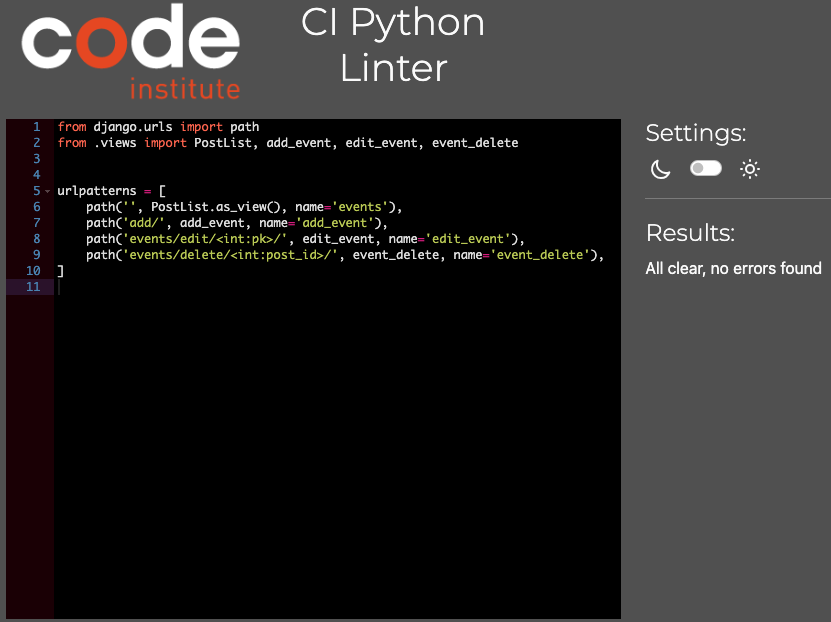 code
institute
CI Python
Linter
1 from django.urls import path
2 from .views import PostList, add_event, edit_event, event_delete
3
4
5 urlpatterns = [
6     path('', PostList.as_view(), name='events'),
7     path('add/', add_event, name='add_event'),
8     path('events/edit/<int:pk>/', edit_event, name='edit_event'),
9     path('events/delete/<int:post_id>/', event_delete, name='event_delete'),
10 ]
11
Settings:
Results:
All clear, no errors found